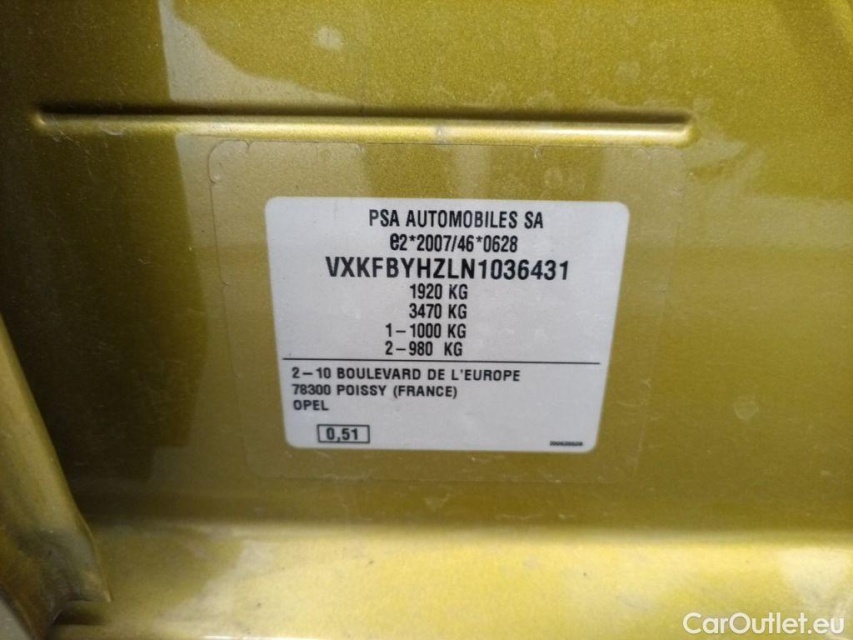 PSA AUTOMOBILES SA
e2*2007/46*0628
VXKFBYHZLN1036431
1920 KG
3470 KG
1-1000 KG
2-980 KG
2-10 BOULEVARD DE L'EUROPE
78300 POISSY (FRANCE)
OPEL
0,51
CarOutlet.eu